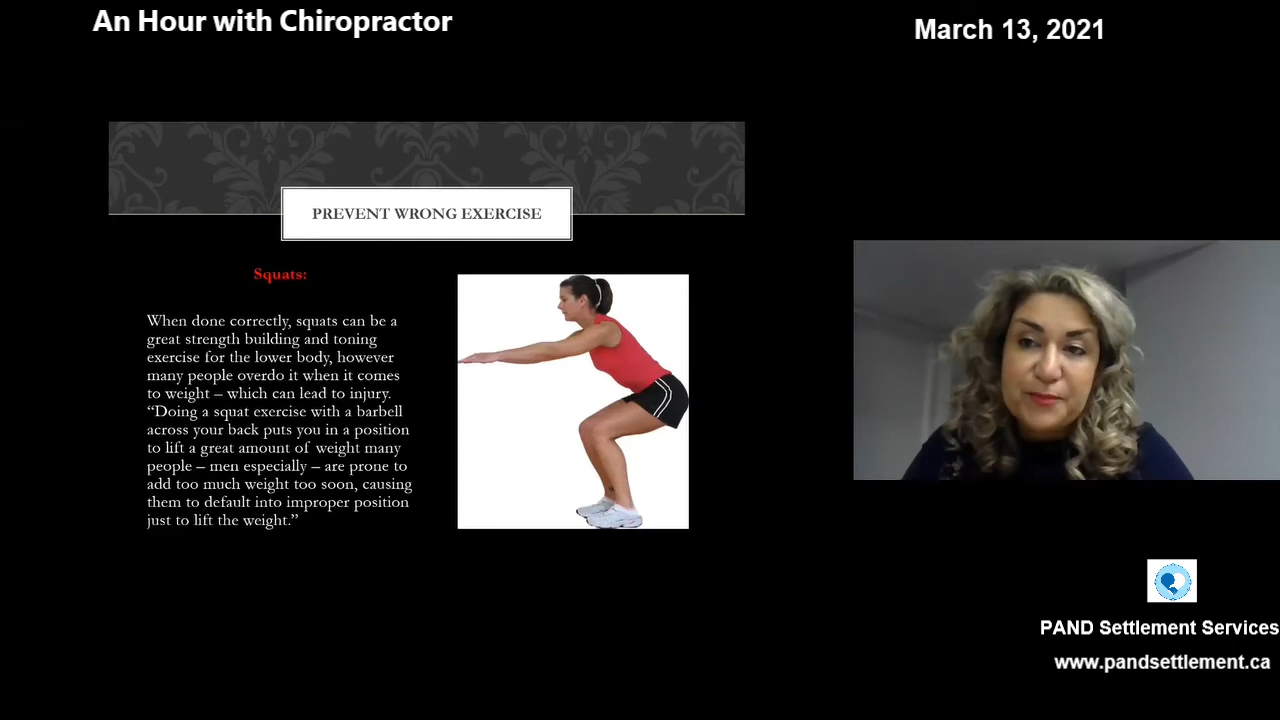 An Hour with Chiropractor
March 13, 2021
PREVENT WRONG EXERCISE
Squats:
When done correctly, squats can be a
great strength building and toning
exercise for the lower body, however
many people overdo it when it comes
to weight – which can lead to injury.
“Doing a squat exercise with a barbell
across your back puts you in a position
to lift a great amount of weight many
people – men especially – are prone to
add too much weight too soon, causing
them to default into improper position
just to lift the weight.”
PAND Settlement Services
www.pandsettlement.ca